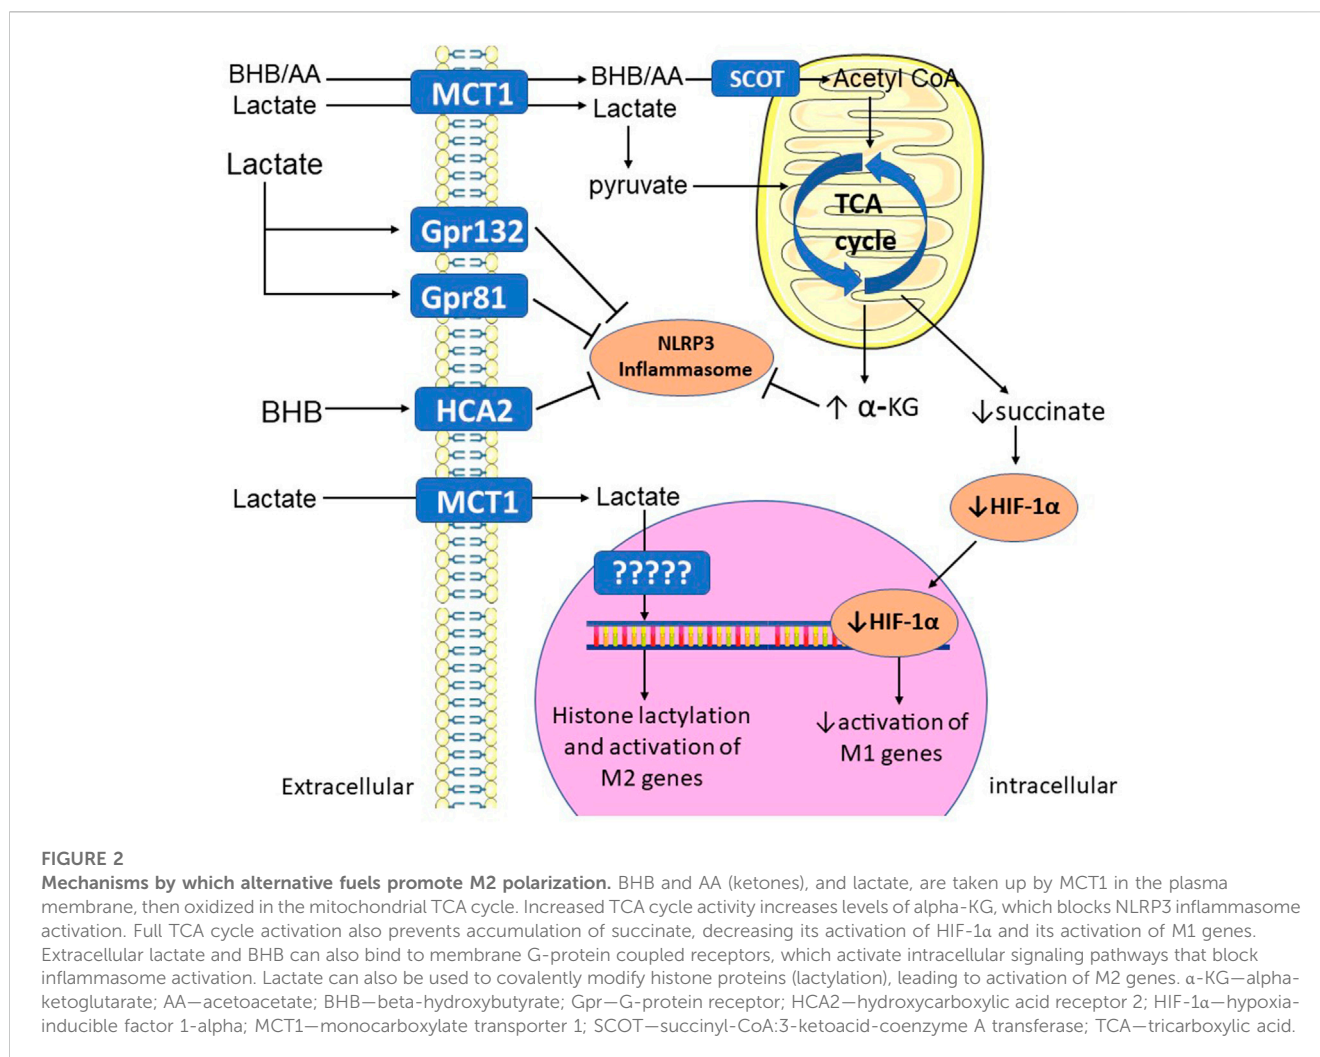 BHB/AA
MCT1
BHB/AA
SCOT
Acetyl CoA
Lactate
Lactate
Lactate
pyruvate
TCA
cycle
Gpr132
Gpr81
NLRP3
Inflammasome
BHB
HCA2
↑ α-KG
↓succinate
Lactate
MCT1
Lactate
↓HIF-1α
?????
↓HIF-1α
Histone lactylation
and activation of
M2 genes
↓activation of
M1 genes
Extracellular
intracellular
FIGURE 2
Mechanisms by which alternative fuels promote M2 polarization. BHB and AA (ketones), and lactate, are taken up by MCT1 in the plasma
membrane, then oxidized in the mitochondrial TCA cycle. Increased TCA cycle activity increases levels of alpha-KG, which blocks NLRP3 inflammasome
activation. Full TCA cycle activation also prevents accumulation of succinate, decreasing its activation of HIF-1α and its activation of M1 genes.
Extracellular lactate and BHB can also bind to membrane G-protein coupled receptors, which activate intracellular signaling pathways that block
inflammasome activation. Lactate can also be used to covalently modify histone proteins (lactylation), leading to activation of M2 genes. α-KG—alpha-
ketoglutarate; AA—acetoacetate; BHB—beta-hydroxybutyrate; Gpr—G-protein receptor; HCA2—hydroxycarboxylic acid receptor 2; HIF-1α—hypoxia-
inducible factor 1-alpha; MCT1—monocarboxylate transporter 1; SCOT—succinyl-CoA:3-ketoacid-coenzyme A transferase; TCA—tricarboxylic acid.